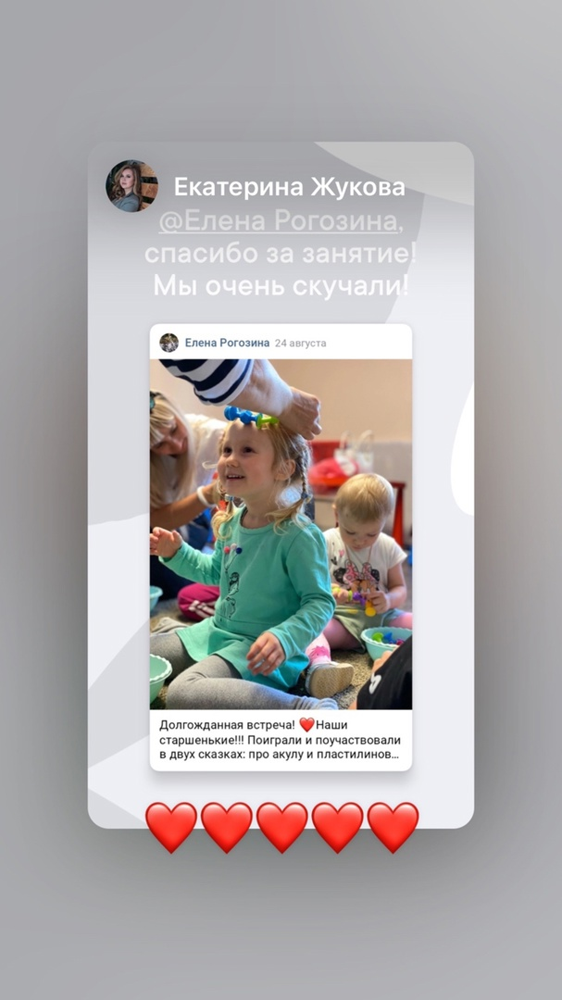 Екатерина Жукова
@Елена Рогозина,
спасибо за занятие!
Мы очень скучали!
Елена Рогозина 24 августа
Долгожданная встреча! ❤️Наши
старшенькие!!! Поиграли и поучаствовали
в двух сказках: про акулу и пластилинов...